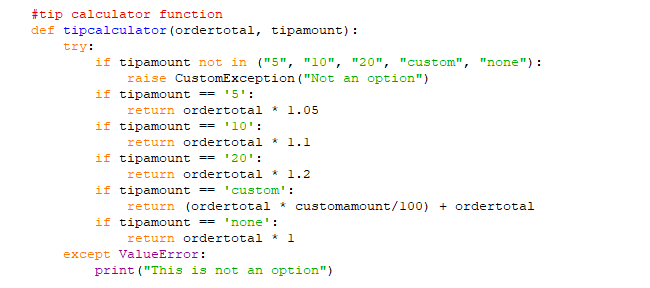 #tip calculator function
def tipcalculator(ordertotal, tipamount):
    try:
        if tipamount not in ("5", "10", "20", "custom", "none"):
            raise CustomException("Not an option")
        if tipamount == '5':
            return ordertotal * 1.05
        if tipamount == '10':
            return ordertotal * 1.1
        if tipamount == '20':
            return ordertotal * 1.2
        if tipamount == 'custom':
            return (ordertotal * customamount/100) + ordertotal
        if tipamount == 'none':
            return ordertotal * 1
    except ValueError:
        print("This is not an option")